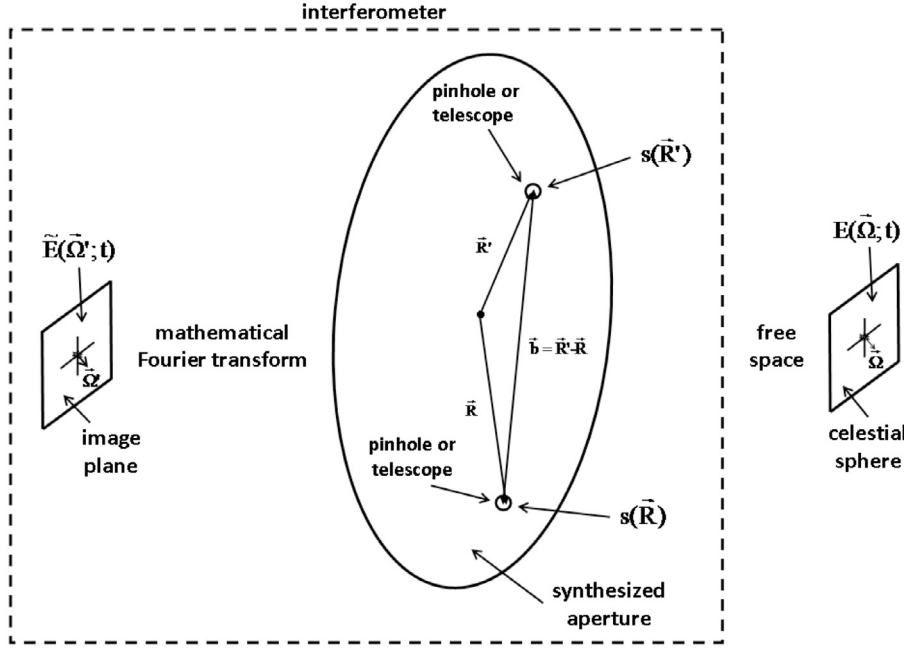 interferometer
pinhole or
telescope
s(R⃗')
Ẽ(Ω⃗';t)
E(Ω⃗;t)
R⃗'
mathematical
Fourier transform
b⃗ = R⃗'-R⃗
free
space
Ω⃗'
Ω⃗
R⃗
image
plane
celestial
sphere
pinhole or
telescope
s(R⃗)
synthesized
aperture